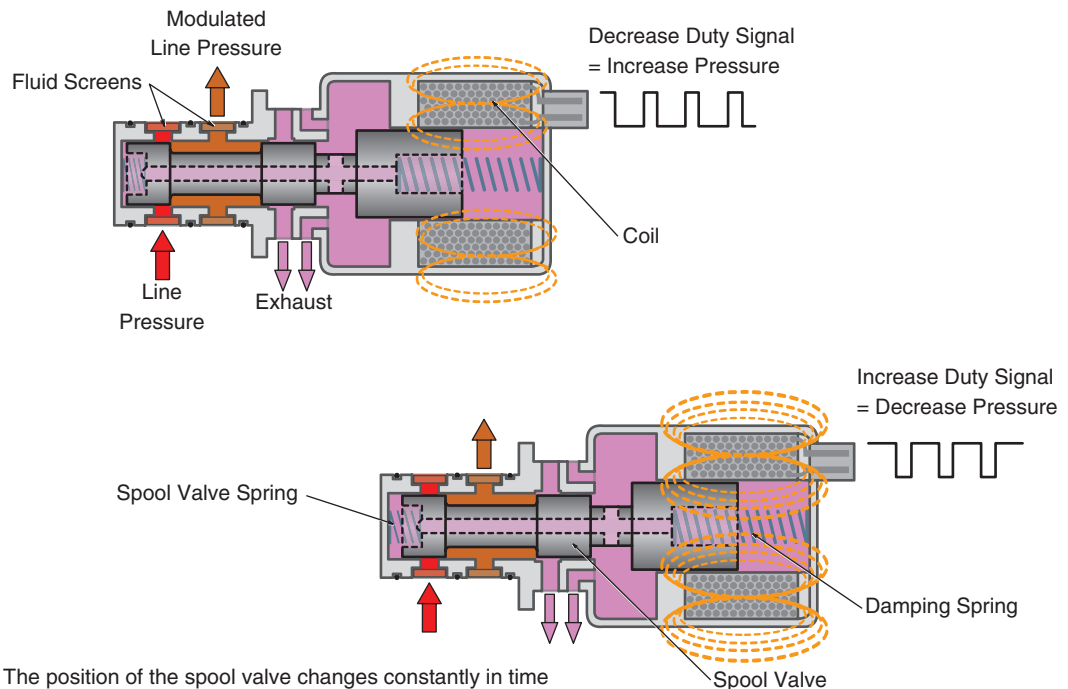 Modulated
Line Pressure
Decrease Duty Signal
= Increase Pressure
Fluid Screens
Coil
Line
Pressure
Exhaust
Increase Duty Signal
= Decrease Pressure
Spool Valve Spring
Damping Spring
The position of the spool valve changes constantly in time
Spool Valve